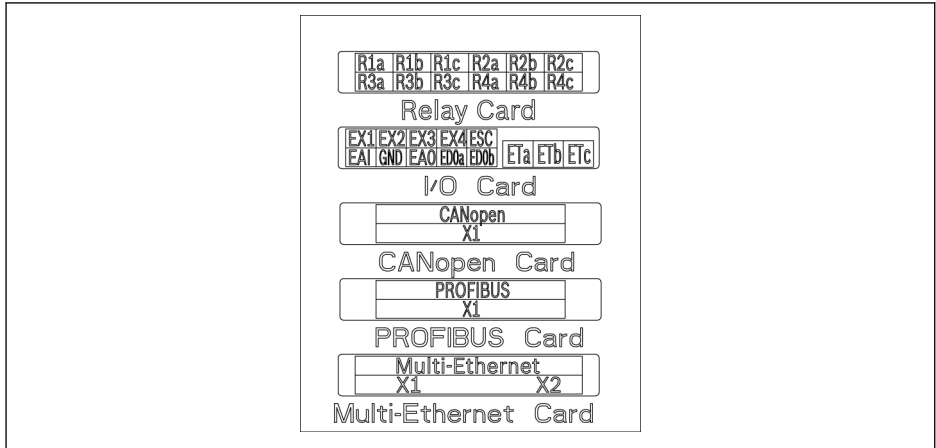 R1a R1b R1c R2a R2b R2c
R3a R3b R3c R4a R4b R4c
Relay Card
EX1 EX2 EX3 EX4 ESC
EAI GND EAO EDOa EDOb ETa ETb ETc
I/O Card
CANopen
X1
CANopen Card
PROFIBUS
X1
PROFIBUS Card
Multi-Ethernet
X1 X2
Multi-Ethernet Card